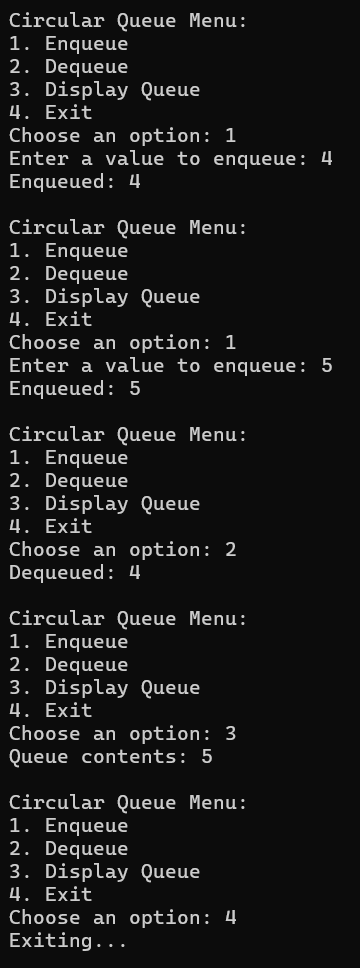 Circular Queue Menu:
1. Enqueue
2. Dequeue
3. Display Queue
4. Exit
Choose an option: 1
Enter a value to enqueue: 4
Enqueued: 4

Circular Queue Menu:
1. Enqueue
2. Dequeue
3. Display Queue
4. Exit
Choose an option: 1
Enter a value to enqueue: 5
Enqueued: 5

Circular Queue Menu:
1. Enqueue
2. Dequeue
3. Display Queue
4. Exit
Choose an option: 2
Dequeued: 4

Circular Queue Menu:
1. Enqueue
2. Dequeue
3. Display Queue
4. Exit
Choose an option: 3
Queue contents: 5

Circular Queue Menu:
1. Enqueue
2. Dequeue
3. Display Queue
4. Exit
Choose an option: 4
Exiting...